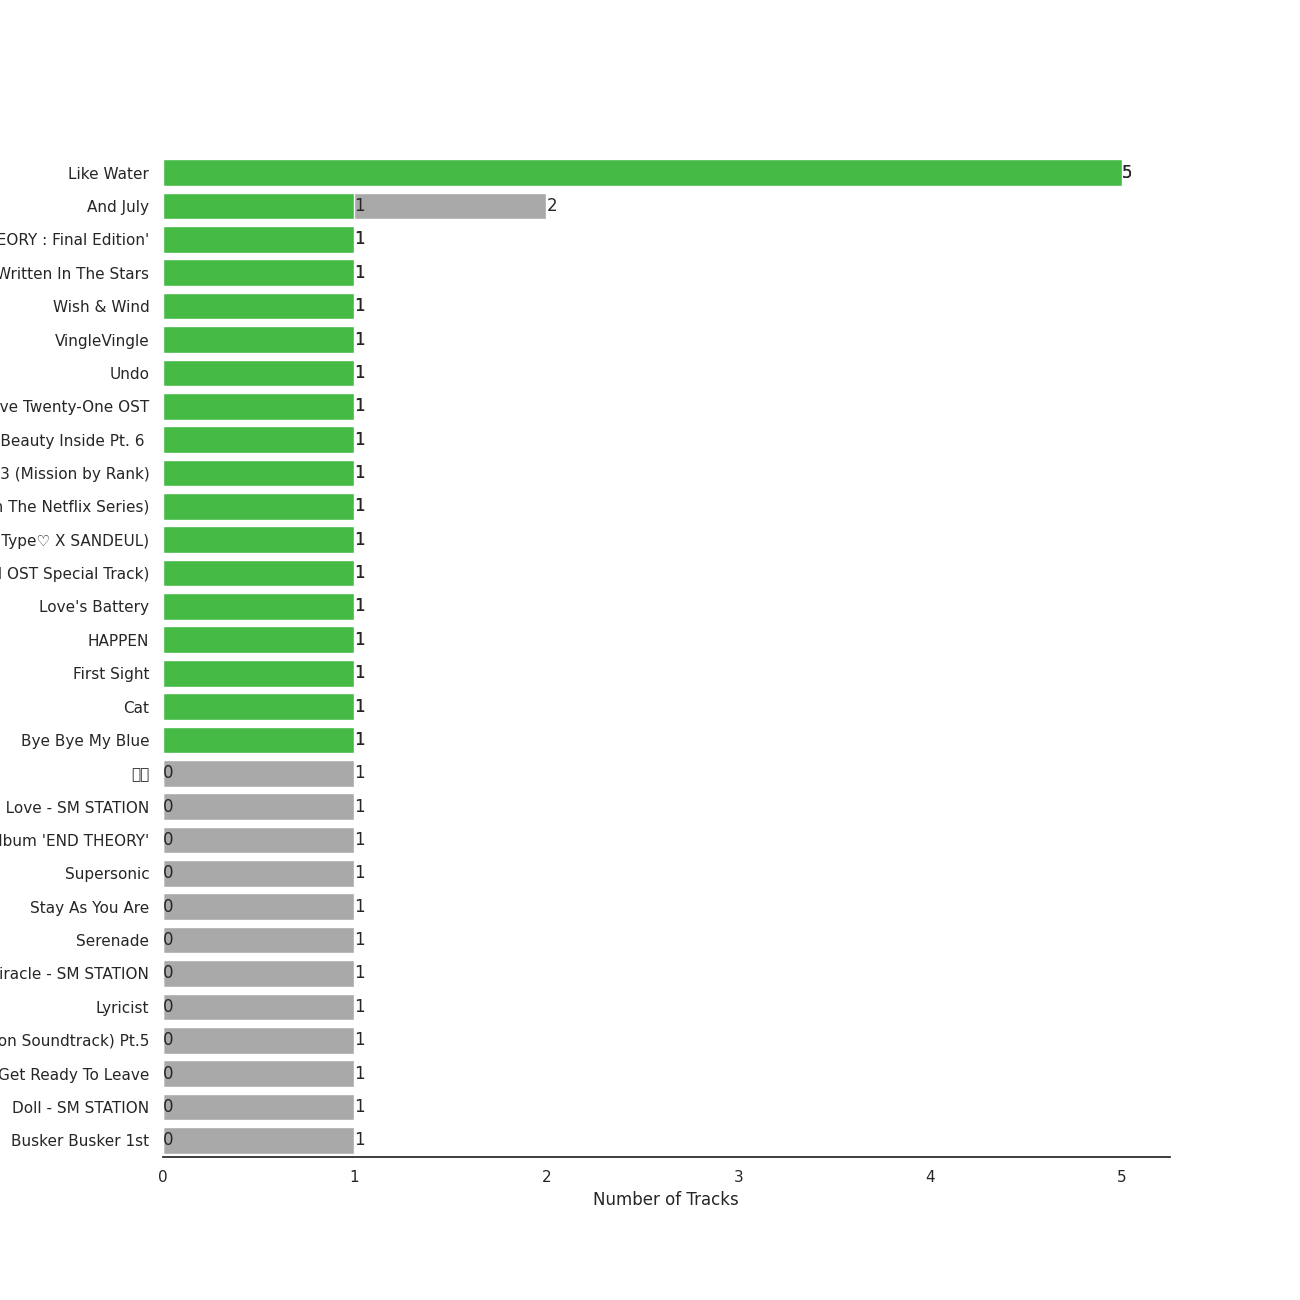 Like Water 5
And July 1 2
EORY : Final Edition' 1
Written In The Stars 1
Wish & Wind 1
VingleVingle 1
Undo 1
ve Twenty-One OST 1
Beauty Inside Pt. 6 1
3 (Mission by Rank) 1
The Netflix Series) 1
Type♡ X SANDEUL) 1
OST Special Track) 1
Love's Battery 1
HAPPEN 1
First Sight 1
Cat 1
Bye Bye My Blue 1
0 1
Love - SM STATION 0 1
lbum 'END THEORY' 0 1
Supersonic 0 1
Stay As You Are 0 1
Serenade 0 1
iracle - SM STATION 0 1
Lyricist 0 1
on Soundtrack) Pt.5 0 1
Get Ready To Leave 0 1
Doll - SM STATION 0 1
Busker Busker 1st 0 1
0 1 2 3 4 5
Number of Tracks